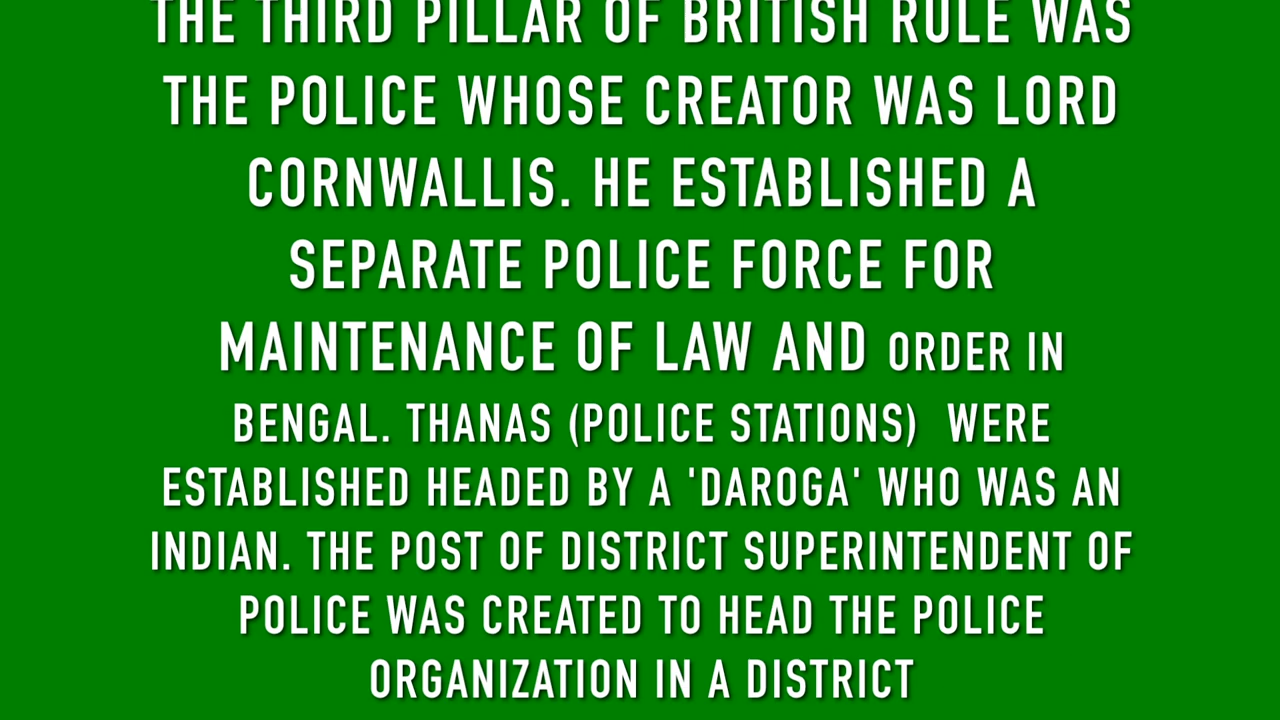 THE THIRD PILLAR OF BRITISH RULE WAS
THE POLICE WHOSE CREATOR WAS LORD
CORNWALLIS. HE ESTABLISHED A
SEPARATE POLICE FORCE FOR
MAINTENANCE OF LAW AND ORDER IN
BENGAL. THANAS (POLICE STATIONS)  WERE
ESTABLISHED HEADED BY A 'DAROGA' WHO WAS AN
INDIAN. THE POST OF DISTRICT SUPERINTENDENT OF
POLICE WAS CREATED TO HEAD THE POLICE
ORGANIZATION IN A DISTRICT